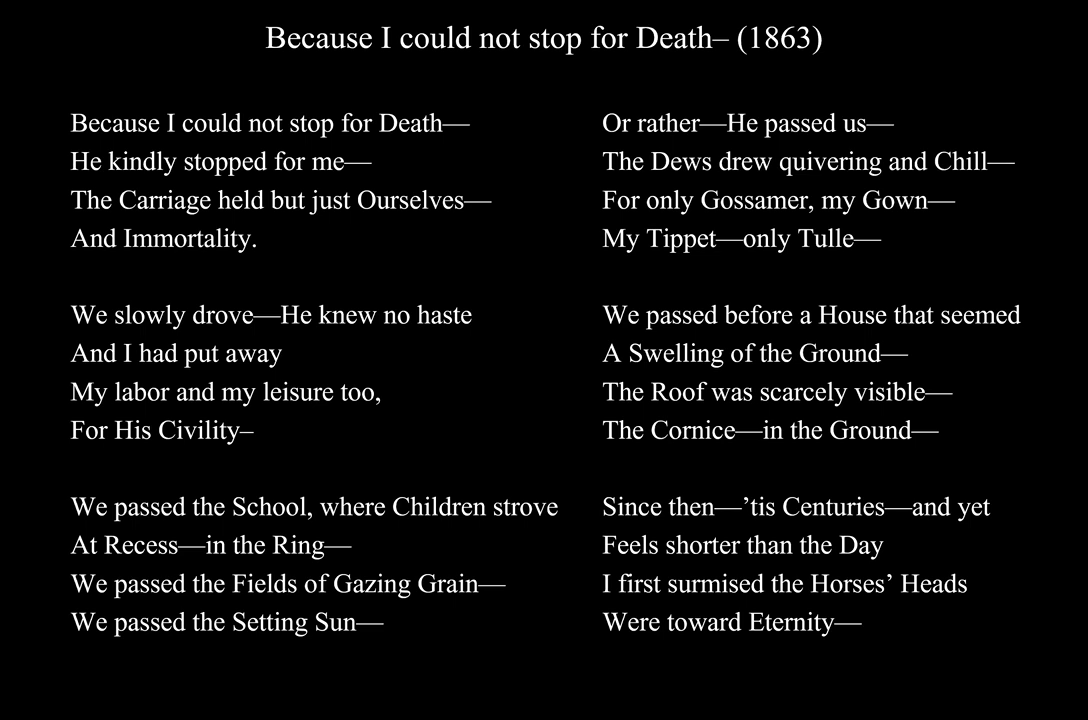 Because I could not stop for Death– (1863)
Because I could not stop for Death—
He kindly stopped for me—
The Carriage held but just Ourselves—
And Immortality.
We slowly drove—He knew no haste
And I had put away
My labor and my leisure too,
For His Civility–
We passed the School, where Children strove
At Recess—in the Ring—
We passed the Fields of Gazing Grain—
We passed the Setting Sun—
Or rather—He passed us—
The Dews drew quivering and Chill—
For only Gossamer, my Gown—
My Tippet—only Tulle—
We passed before a House that seemed
A Swelling of the Ground—
The Roof was scarcely visible—
The Cornice—in the Ground—
Since then—’tis Centuries—and yet
Feels shorter than the Day
I first surmised the Horses’ Heads
Were toward Eternity—